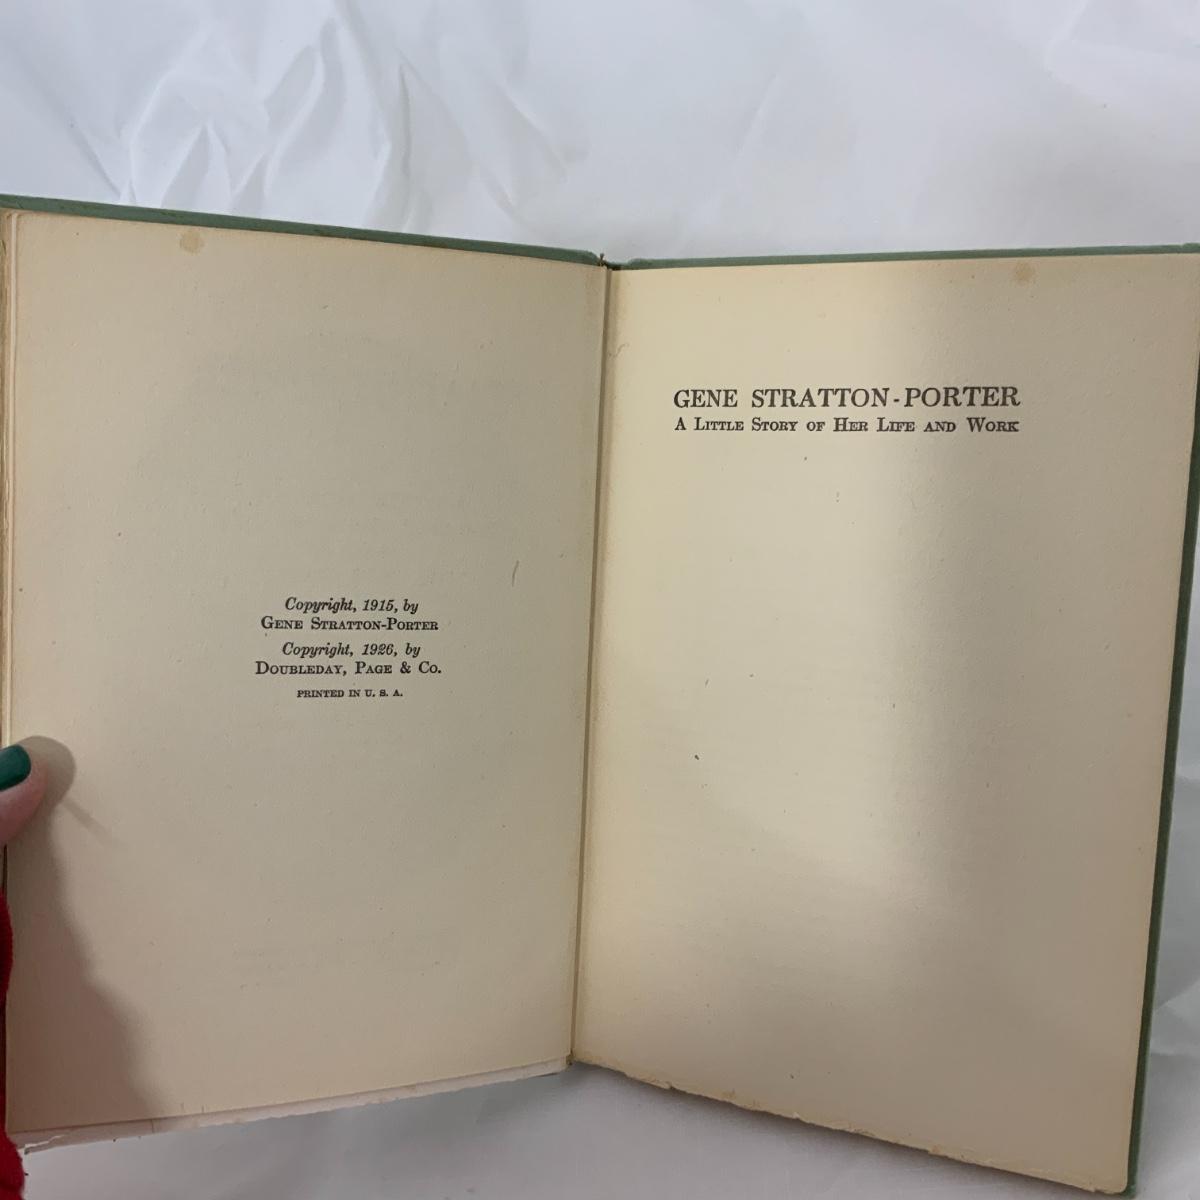 Copyright, 1915, by
GENE STRATTON-PORTER
Copyright, 1926, by
DOUBLEDAY, PAGE & CO.
PRINTED IN U. S. A.
GENE STRATTON-PORTER
A LITTLE STORY OF HER LIFE AND WORK